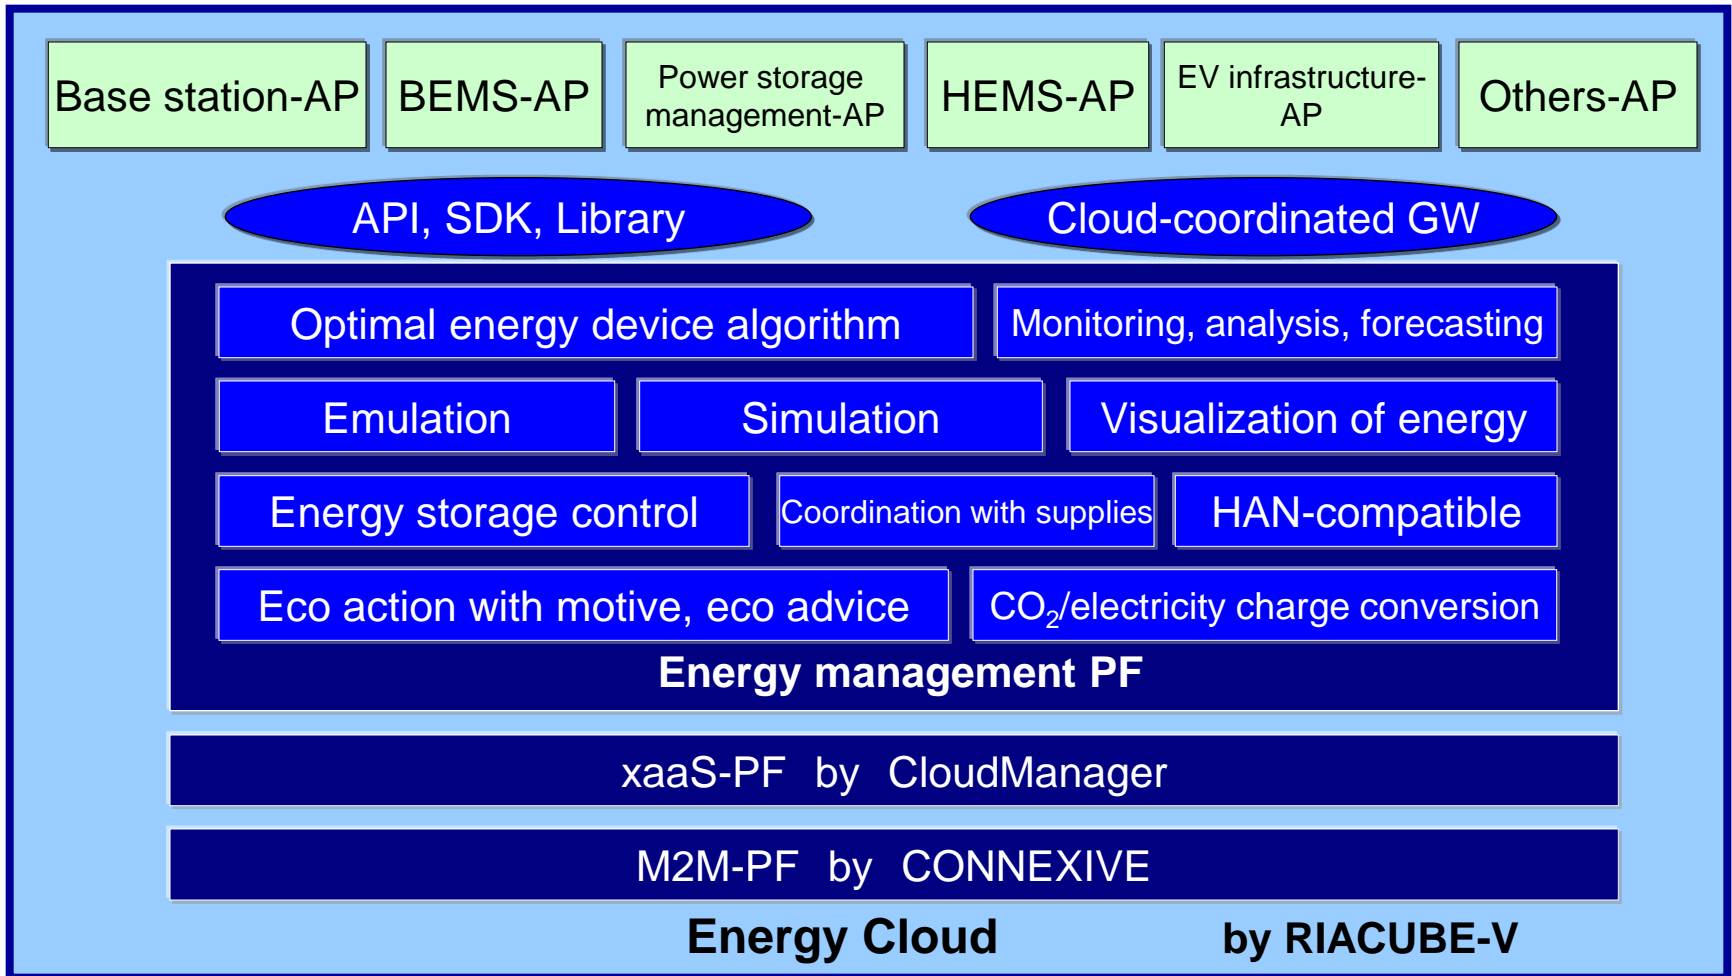 Base station-AP
BEMS-AP
Power storage
management-AP
HEMS-AP
EV infrastructure-
AP
Others-AP
API, SDK, Library
Cloud-coordinated GW
Optimal energy device algorithm
Monitoring, analysis, forecasting
Emulation
Simulation
Visualization of energy
Energy storage control
Coordination with supplies
HAN-compatible
Eco action with motive, eco advice
CO₂/electricity charge conversion
Energy management PF
xaaS-PF by CloudManager
M2M-PF by CONNEXIVE
Energy Cloud by RIACUBE-V